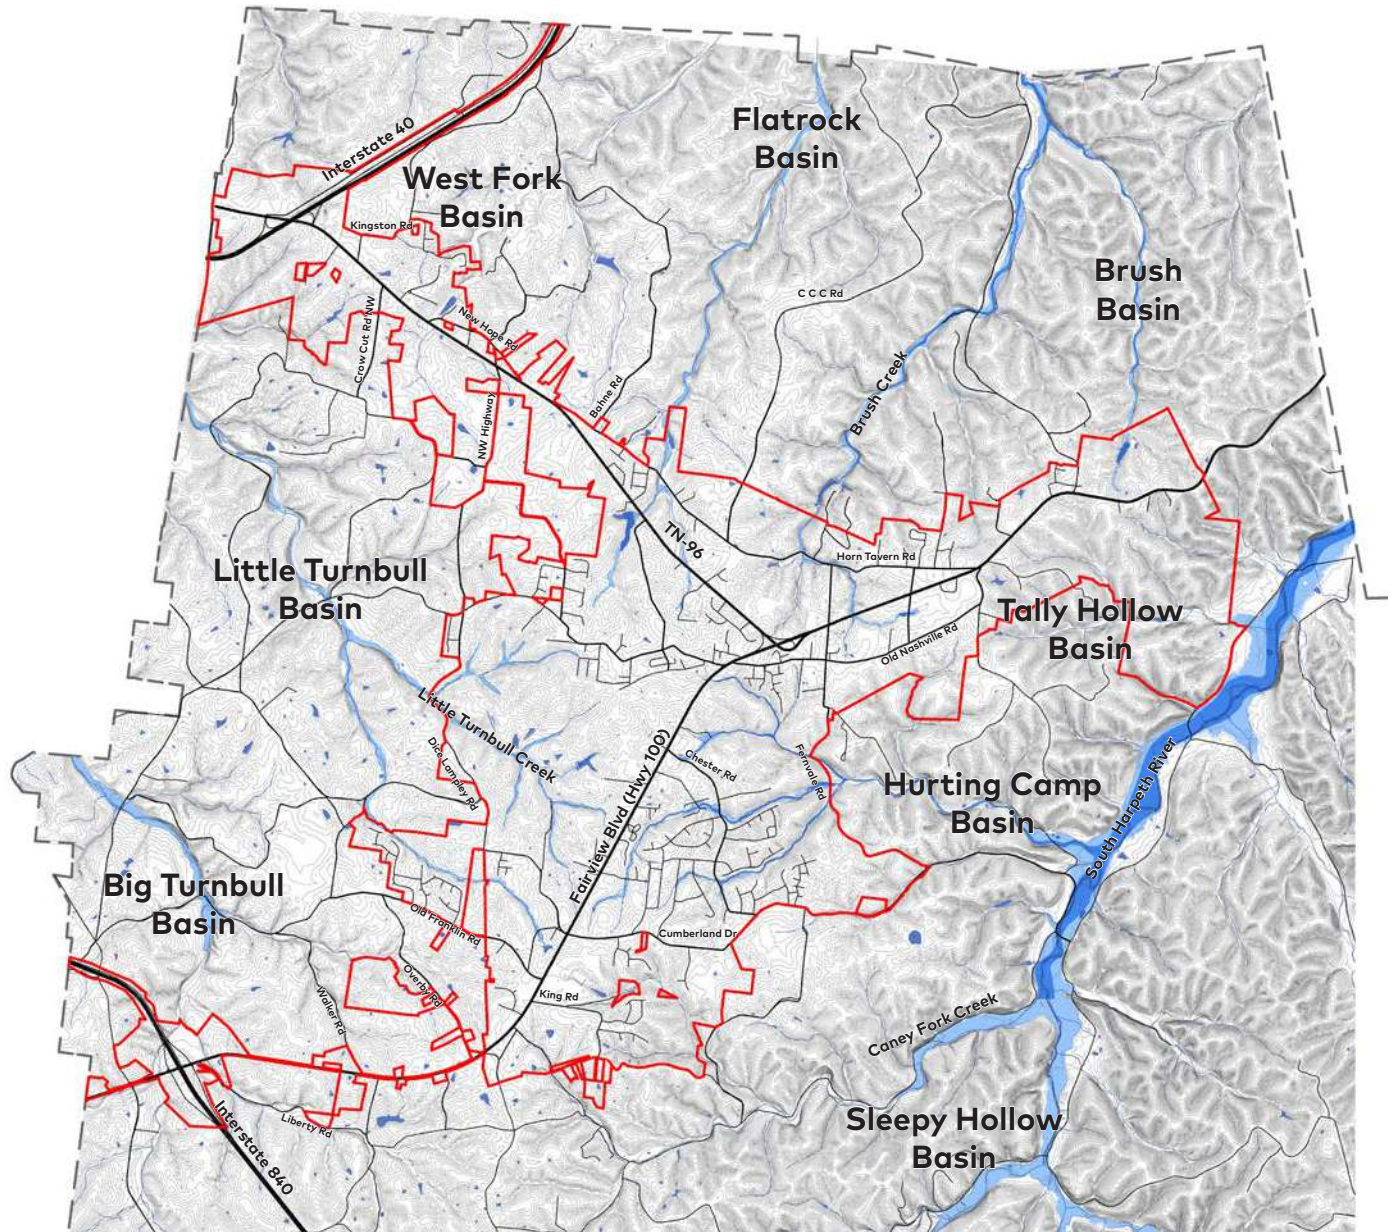 Flatrock
Basin
Interstate 40
West Fork
Basin
Kingston Rd
Brush
Basin
C C C Rd
New Hope Rd
Crow Cut Rd NW
Brush Creek
Bahne Rd
NW Highway
TN-96
Horn Tavern Rd
Little Turnbull
Basin
Tally Hollow
Basin
Old Nashville Rd
Little Turnbull Creek
Dice Lampley Rd
Chester Rd
Fernvale Rd
Hurting Camp
Basin
South Harpeth River
Fairview Blvd (Hwy 100)
Big Turnbull
Basin
Old Franklin Rd
Cumberland Dr
Overby Rd
King Rd
Walker Rd
Caney Fork Creek
Sleepy Hollow
Basin
Liberty Rd
Interstate 840